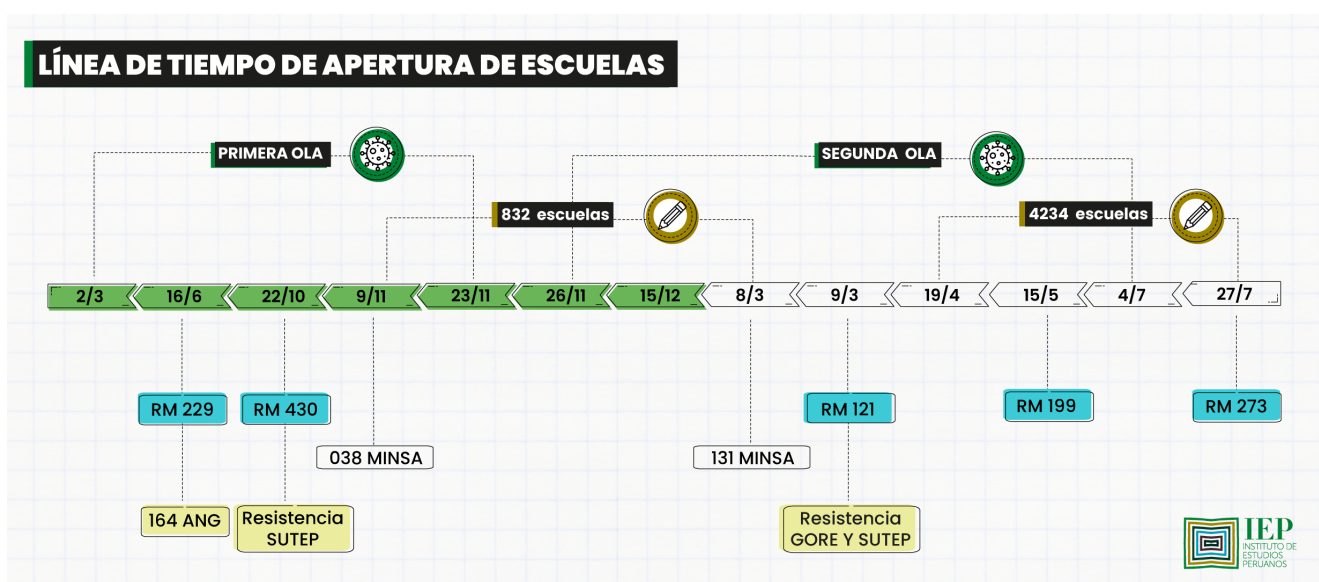 LÍNEA DE TIEMPO DE APERTURA DE ESCUELAS
PRIMERA OLA
SEGUNDA OLA
832 escuelas
4234 escuelas
2/3
16/6
22/10
9/11
23/11
26/11
15/12
8/3
9/3
19/4
15/5
4/7
27/7
RM 229
RM 430
RM 121
RM 199
RM 273
038 MINSA
131 MINSA
164 ANG
Resistencia
SUTEP
Resistencia
GORE Y SUTEP
IEP
INSTITUTO DE
ESTUDIOS
PERUANOS